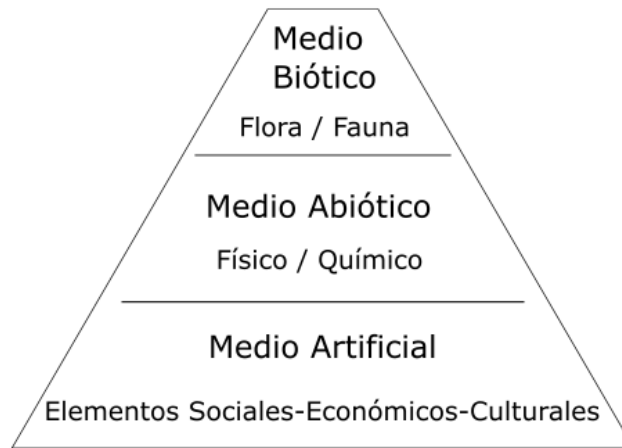 Medio
Biótico
Flora / Fauna
Medio Abiótico
Físico / Químico
Medio Artificial
Elementos Sociales-Económicos-Culturales